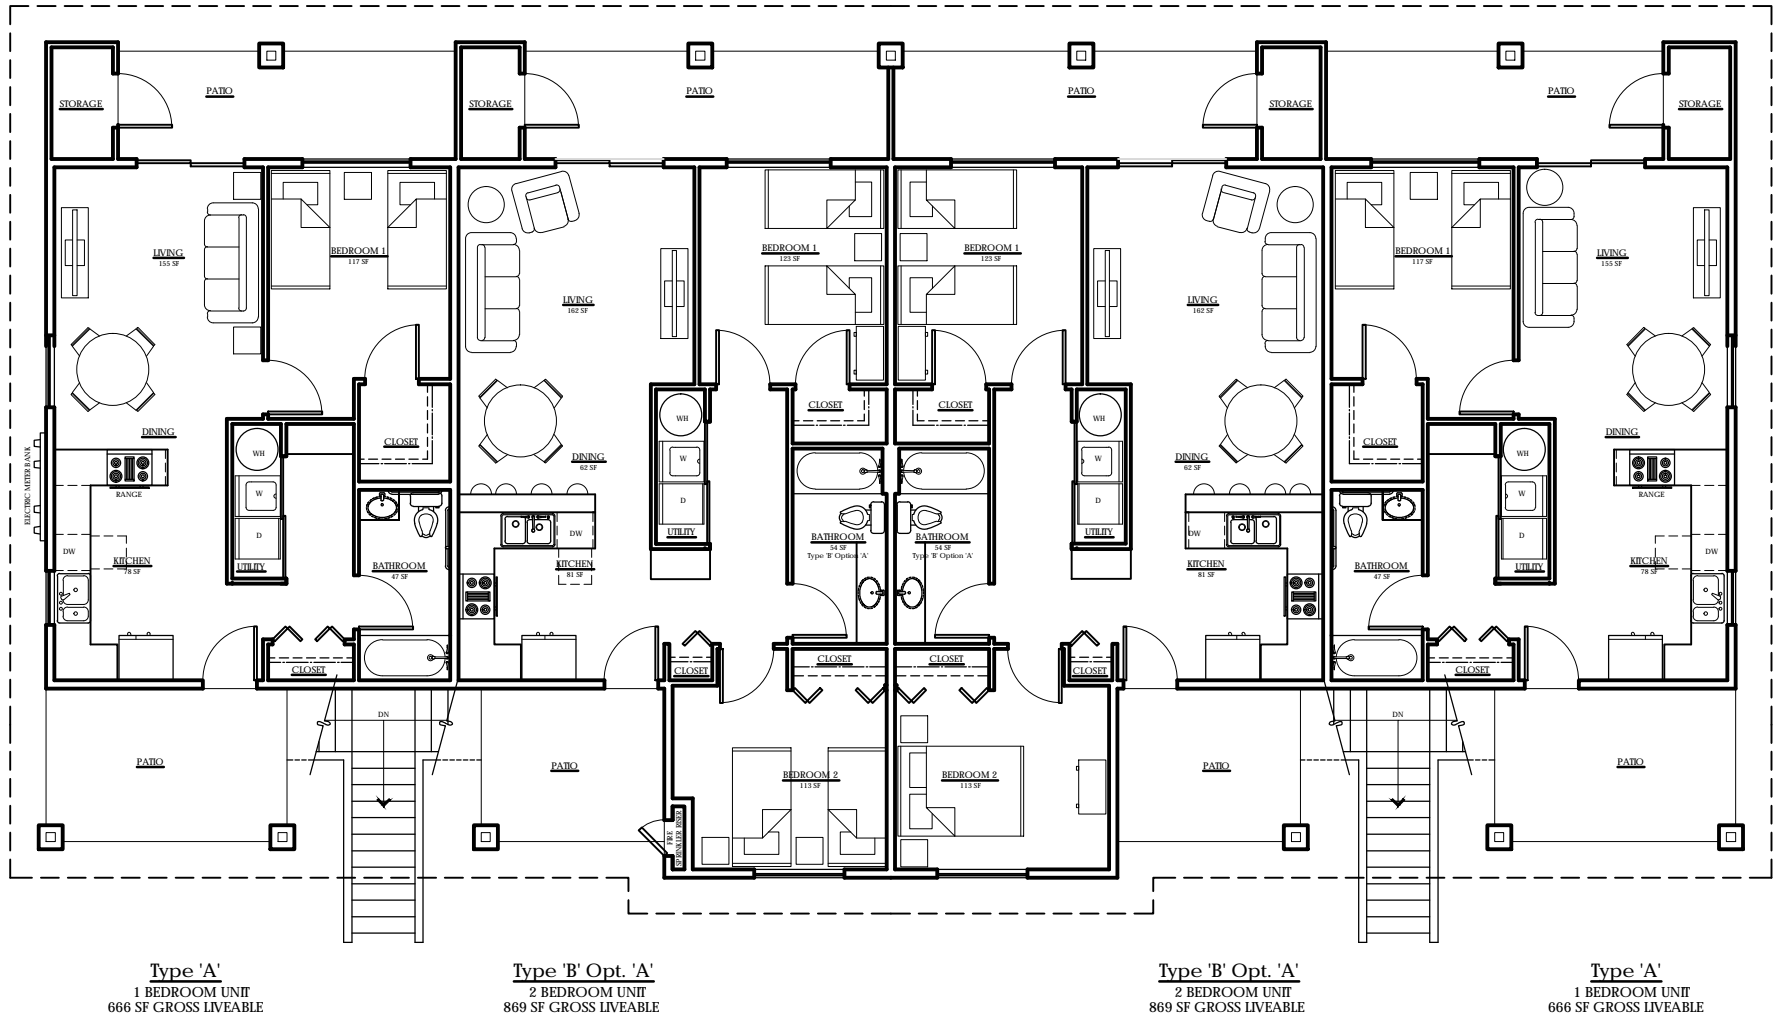 STORAGE
PATIO
STORAGE
PATIO
PATIO
STORAGE
PATIO
STORAGE
LIVING
155 SF
BEDROOM 1
117 SF
LIVING
162 SF
BEDROOM 1
123 SF
BEDROOM 1
123 SF
LIVING
162 SF
BEDROOM 1
117 SF
LIVING
155 SF
DINING
WH
CLOSET
ELECTRIC METER BANK
RANGE
W
D
DW
KITCHEN
78 SF
UTILITY
BATHROOM
47 SF
CLOSET
DINING
62 SF
WH
W
D
UTILITY
DW
KITCHEN
81 SF
CLOSET
BATHROOM
54 SF
Type 'B' Option 'A'
CLOSET
CLOSET
CLOSET
BATHROOM
54 SF
Type 'B' Option 'A'
CLOSET
CLOSET
WH
W
D
UTILITY
DINING
62 SF
DW
KITCHEN
81 SF
CLOSET
BATHROOM
47 SF
CLOSET
WH
W
D
UTILITY
DINING
RANGE
DW
KITCHEN
78 SF
PATIO
DN
PATIO
FIRE
SPRINKLER RISER
BEDROOM 2
113 SF
BEDROOM 2
113 SF
PATIO
DN
PATIO
Type 'A'
1 BEDROOM UNIT
666 SF GROSS LIVEABLE
Type 'B' Opt. 'A'
2 BEDROOM UNIT
869 SF GROSS LIVEABLE
Type 'B' Opt. 'A'
2 BEDROOM UNIT
869 SF GROSS LIVEABLE
Type 'A'
1 BEDROOM UNIT
666 SF GROSS LIVEABLE